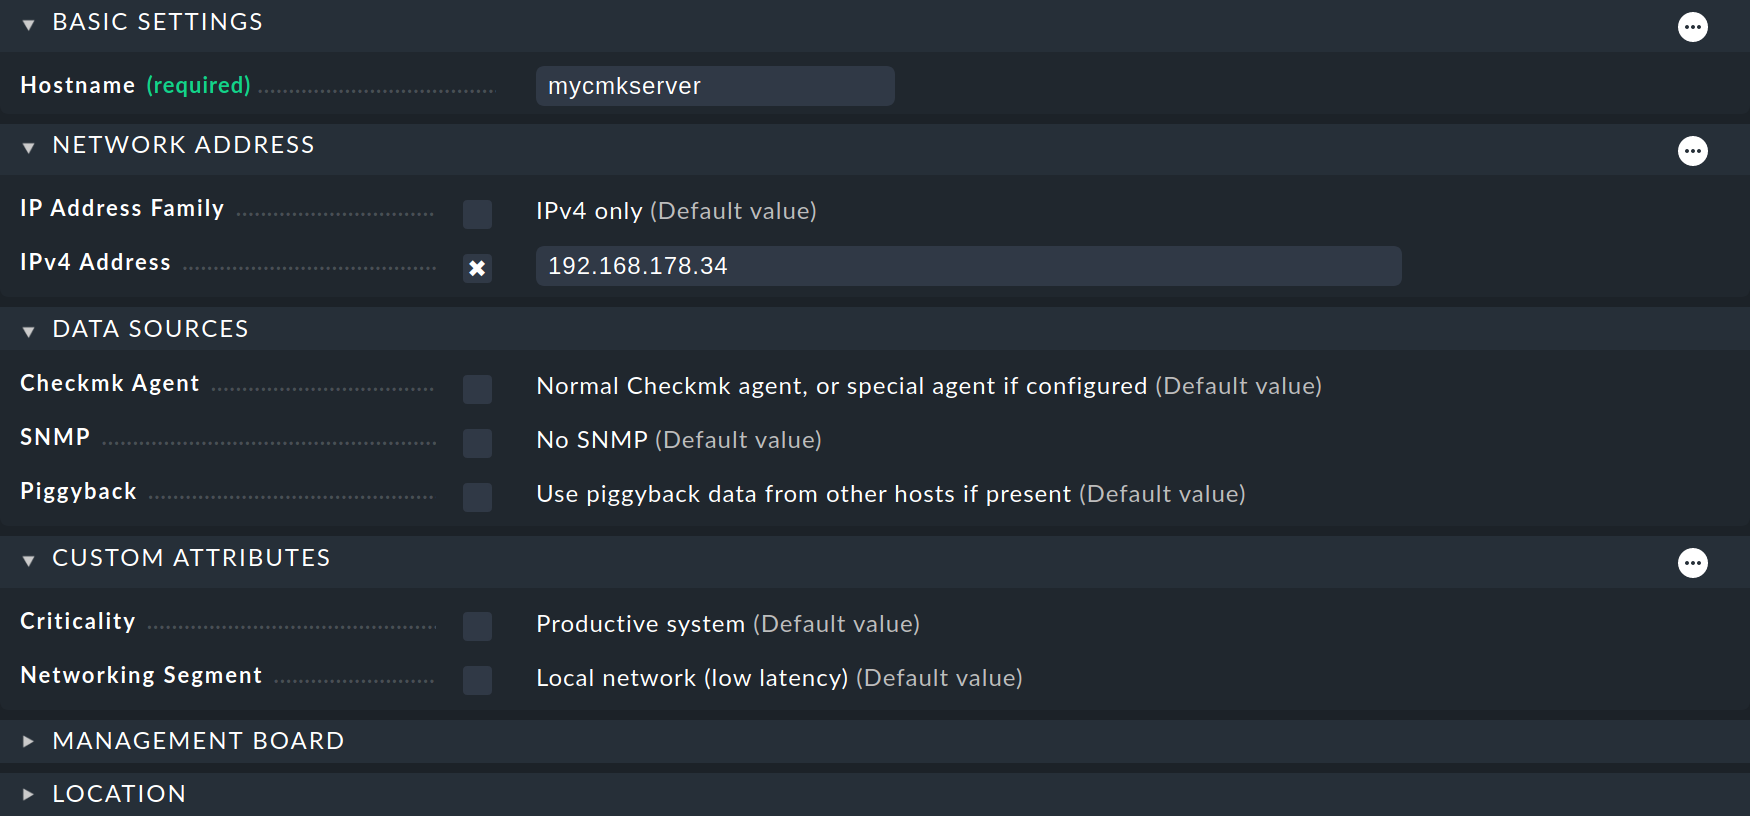 BASIC SETTINGS
Hostname (required) mycmkserver
NETWORK ADDRESS
IP Address Family IPv4 only (Default value)
IPv4 Address 192.168.178.34
DATA SOURCES
Checkmk Agent Normal Checkmk agent, or special agent if configured (Default value)
SNMP No SNMP (Default value)
Piggyback Use piggyback data from other hosts if present (Default value)
CUSTOM ATTRIBUTES
Criticality Productive system (Default value)
Networking Segment Local network (low latency) (Default value)
MANAGEMENT BOARD
LOCATION